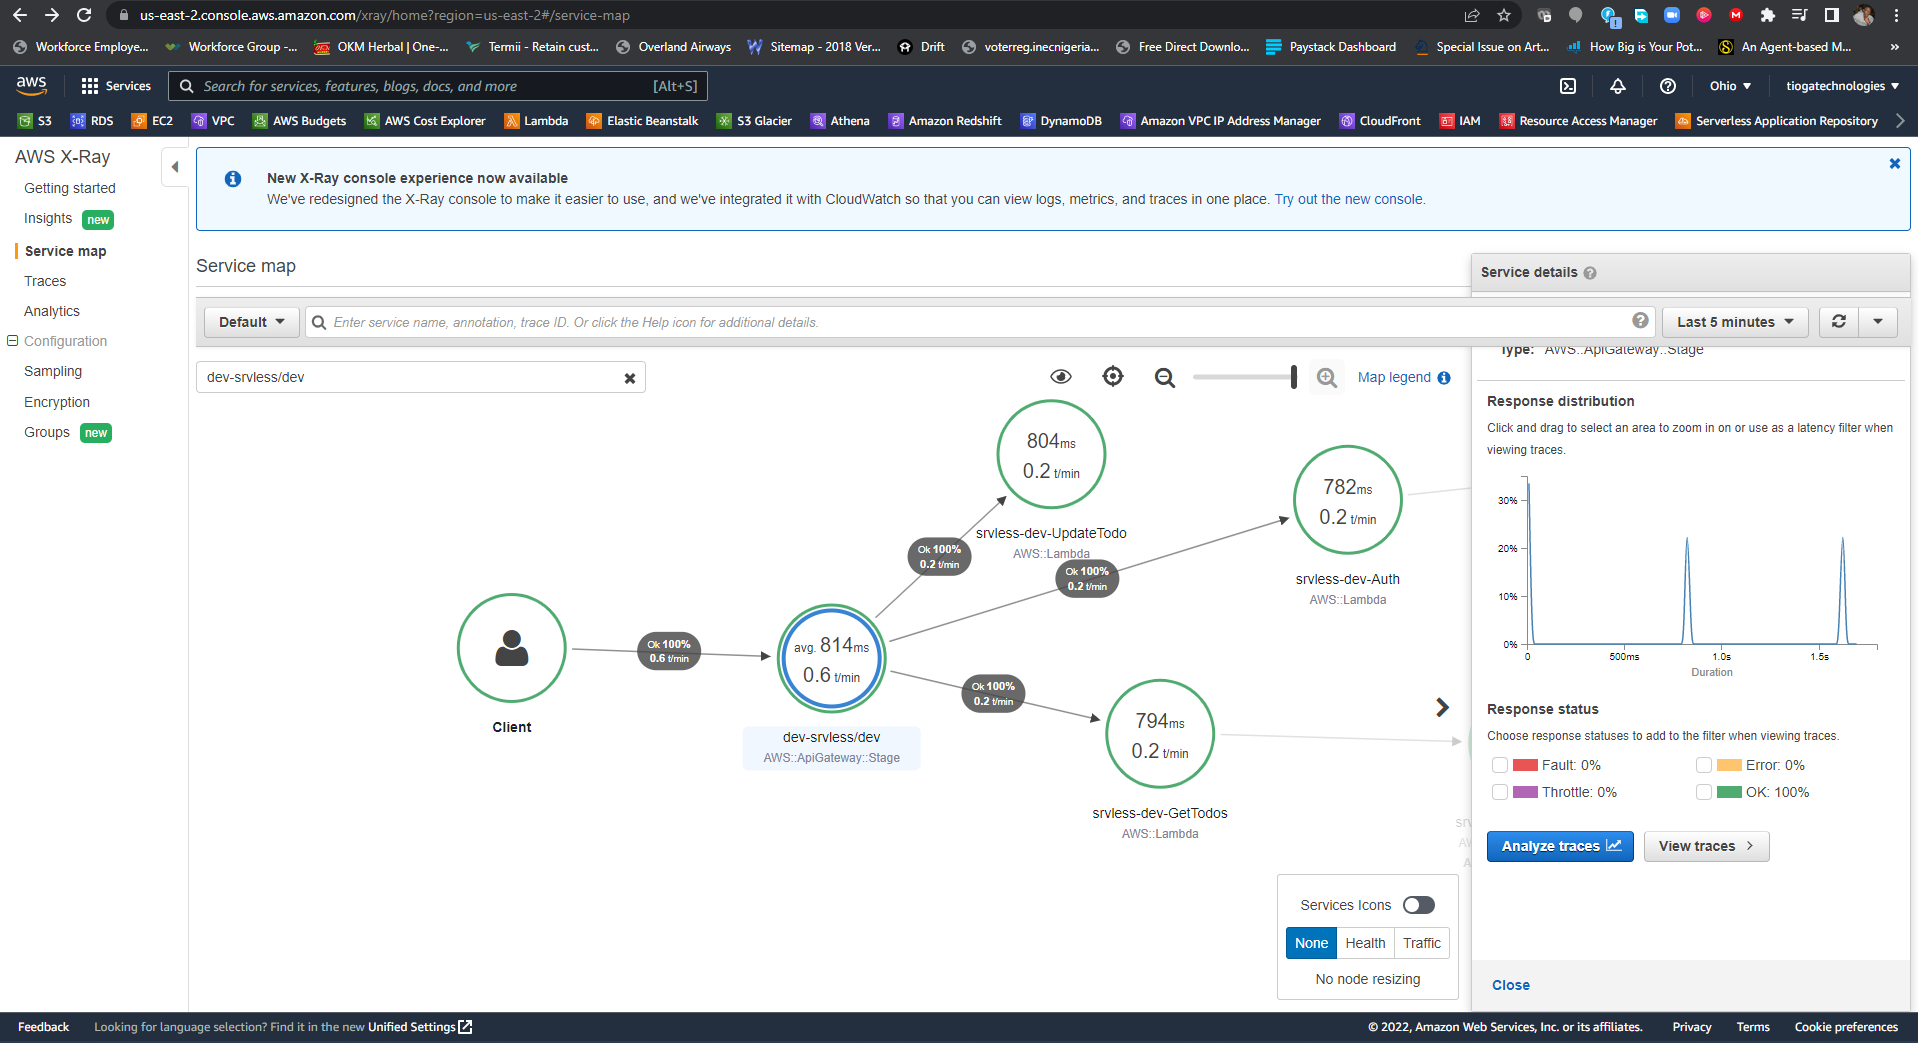 us-east-2.console.aws.amazon.com/xray/home?region=us-east-2#/service-map
Workforce Employe...
Workforce Group -...
OKM Herbal | One-...
Termii - Retain cust...
Overland Airways
Sitemap - 2018 Ver...
Drift
voterreg.inecnigeria...
Free Direct Downlo...
Paystack Dashboard
Special Issue on Art...
How Big is Your Pot...
An Agent-based M...
»
aws
Services
Search for services, features, blogs, docs, and more
[Alt+S]
Ohio
tiogatechnologies
S3
RDS
EC2
VPC
AWS Budgets
AWS Cost Explorer
Lambda
Elastic Beanstalk
S3 Glacier
Athena
Amazon Redshift
DynamoDB
Amazon VPC IP Address Manager
CloudFront
IAM
Resource Access Manager
Serverless Application Repository
AWS X-Ray
Getting started
Insights new
Service map
Traces
Analytics
Configuration
Sampling
Encryption
Groups new
New X-Ray console experience now available
We've redesigned the X-Ray console to make it easier to use, and we've integrated it with CloudWatch so that you can view logs, metrics, and traces in one place. Try out the new console.
Service map
Default
Enter service name, annotation, trace ID. Or click the Help icon for additional details.
Last 5 minutes
dev-srvless/dev
Map legend
804ms
0.2 t/min
srvless-dev-UpdateTodo
AWS::Lambda
782ms
0.2 t/min
srvless-dev-Auth
AWS::Lambda
Ok 100%
0.2 t/min
Ok 100%
0.2 t/min
Ok 100%
0.6 t/min
Client
avg. 814ms
0.6 t/min
dev-srvless/dev
AWS::ApiGateway::Stage
Ok 100%
0.2 t/min
794ms
0.2 t/min
srvless-dev-GetTodos
AWS::Lambda
Services Icons
None
Health
Traffic
No node resizing
Service details
Type: AWS::ApiGateway::Stage
Response distribution
Click and drag to select an area to zoom in on or use as a latency filter when
viewing traces.
30%
20%
10%
0%
0
500ms
1.0s
1.5s
Duration
Response status
Choose response statuses to add to the filter when viewing traces.
Fault: 0%
Error: 0%
Throttle: 0%
OK: 100%
Analyze traces
View traces
Close
Feedback
Looking for language selection? Find it in the new Unified Settings
© 2022, Amazon Web Services, Inc. or its affiliates.
Privacy
Terms
Cookie preferences